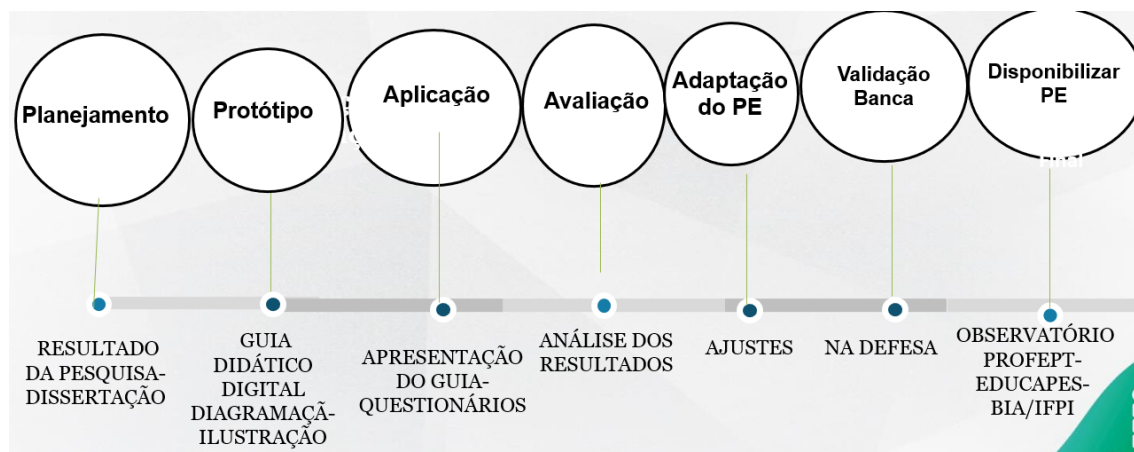 Planejamento
Protótipo
Aplicação
Avaliação
Adaptação
do PE
Validação
Banca
Disponibilizar
PE
Final
RESULTADO
DA PESQUISA-
DISSERTAÇÃO
GUIA
DIDÁTICO
DIGITAL
DIAGRAMAÇÃ-
ILUSTRAÇÃO
APRESENTAÇÃO
DO GUIA-
QUESTIONÁRIOS
ANÁLISE DOS
RESULTADOS
AJUSTES
NA DEFESA
OBSERVATÓRIO
PROFEPT-
EDUCAPES-
BIA/IFPI